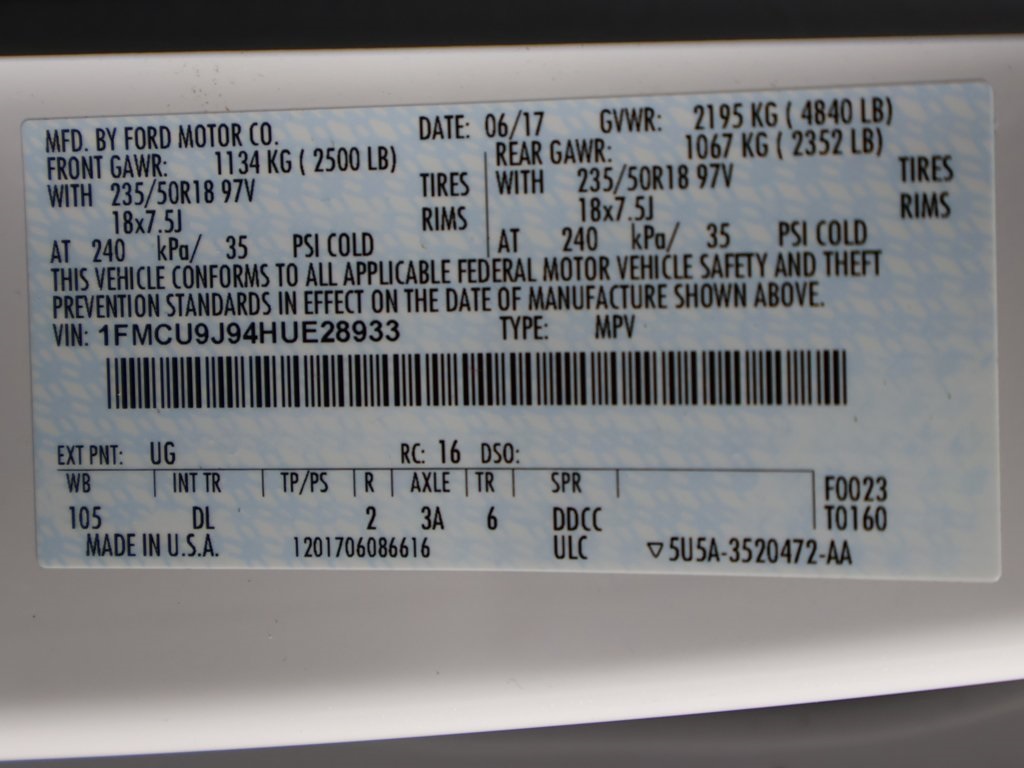 MFD. BY FORD MOTOR CO. DATE: 06/17 GVWR: 2195 KG ( 4840 LB)
FRONT GAWR: 1134 KG ( 2500 LB) REAR GAWR: 1067 KG ( 2352 LB)
WITH 235/50R18 97V TIRES WITH 235/50R18 97V TIRES
18x7.5J RIMS 18x7.5J RIMS
AT 240 kPa/ 35 PSI COLD AT 240 kPa/ 35 PSI COLD
THIS VEHICLE CONFORMS TO ALL APPLICABLE FEDERAL MOTOR VEHICLE SAFETY AND THEFT
PREVENTION STANDARDS IN EFFECT ON THE DATE OF MANUFACTURE SHOWN ABOVE.
VIN: 1FMCU9J94HUE28933 TYPE: MPV
EXT PNT: UG RC: 16 DSO:
WB INT TR TP/PS R AXLE TR SPR F0023
105 DL 2 3A 6 DDCC T0160
MADE IN U.S.A. 1201706086616 ULC ▽5U5A-3520472-AA